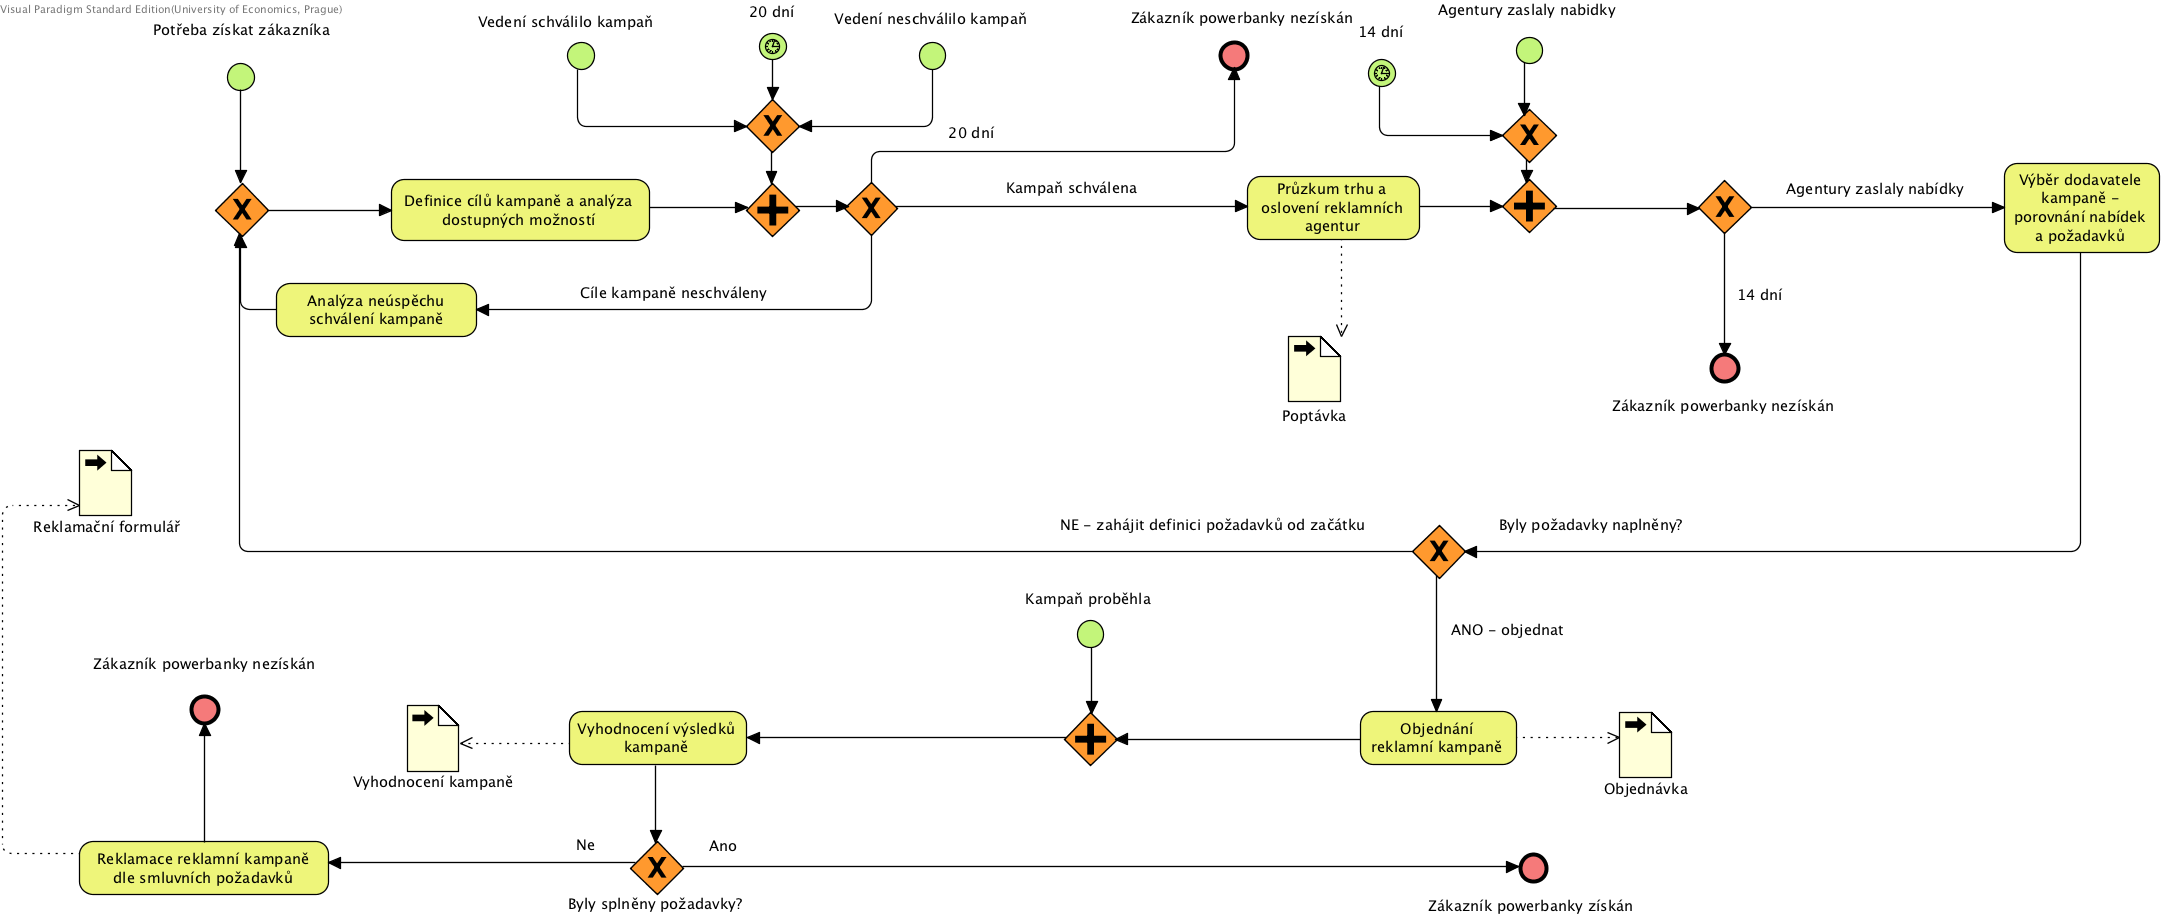 Visual Paradigm Standard Edition(University of Economics, Prague)
Potřeba získat zákazníka
Vedení schválilo kampaň
20 dní
Vedení neschválilo kampaň
Zákazník powerbanky nezískán
14 dní
Agentury zaslaly nabidky
20 dní
Definice cílů kampaně a analýza
dostupných možností
Kampaň schválena
Průzkum trhu a
oslovení reklamních
agentur
Agentury zaslaly nabídky
Výběr dodavatele
kampaně –
porovnání nabídek
a požadavků
Analýza neúspěchu
schválení kampaně
Cíle kampaně neschváleny
14 dní
Poptávka
Zákazník powerbanky nezískán
Reklamační formulář
NE – zahájit definici požadavků od začátku
Byly požadavky naplněny?
Kampaň proběhla
ANO – objednat
Zákazník powerbanky nezískán
Vyhodnocení výsledků
kampaně
Objednání
reklamní kampaně
Vyhodnocení kampaně
Objednávka
Ne
Ano
Reklamace reklamní kampaně
dle smluvních požadavků
Byly splněny požadavky?
Zákazník powerbanky získán